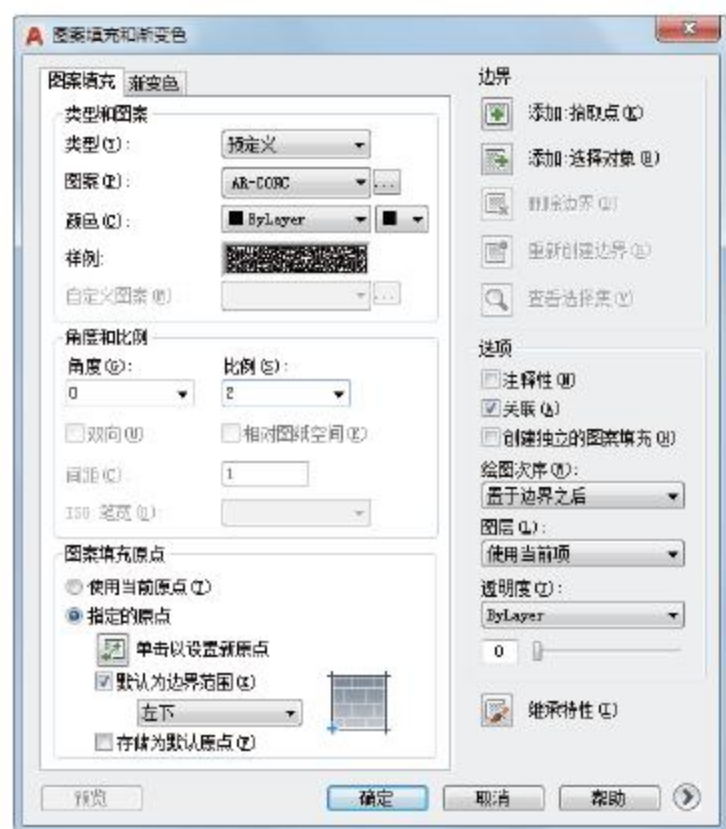 图案填充和渐变色
图案填充 渐变色
类型和图案
类型(Y):
预定义
图案(P):
AR-CONC
...
颜色(C):
ByLayer
样例:
自定义图案(M)
...
角度和比例
角度(G):
比例(S):
0
2
双向(U)
相对图纸空间(E)
间距(C)
1
ISO 笔宽(O)
图案填充原点
使用当前原点(T)
指定的原点
单击以设置新原点
默认为边界范围(X)
左下
存储为默认原点(F)
预览
边界
添加:拾取点(K)
添加:选择对象(B)
删除边界(D)
重新创建边界(R)
查看选择集(V)
选项
注释性(N)
关联(A)
创建独立的图案填充(H)
绘图次序(W):
置于边界之后
图层(L):
使用当前项
透明度(T):
ByLayer
0
继承特性(I)
确定
取消
帮助